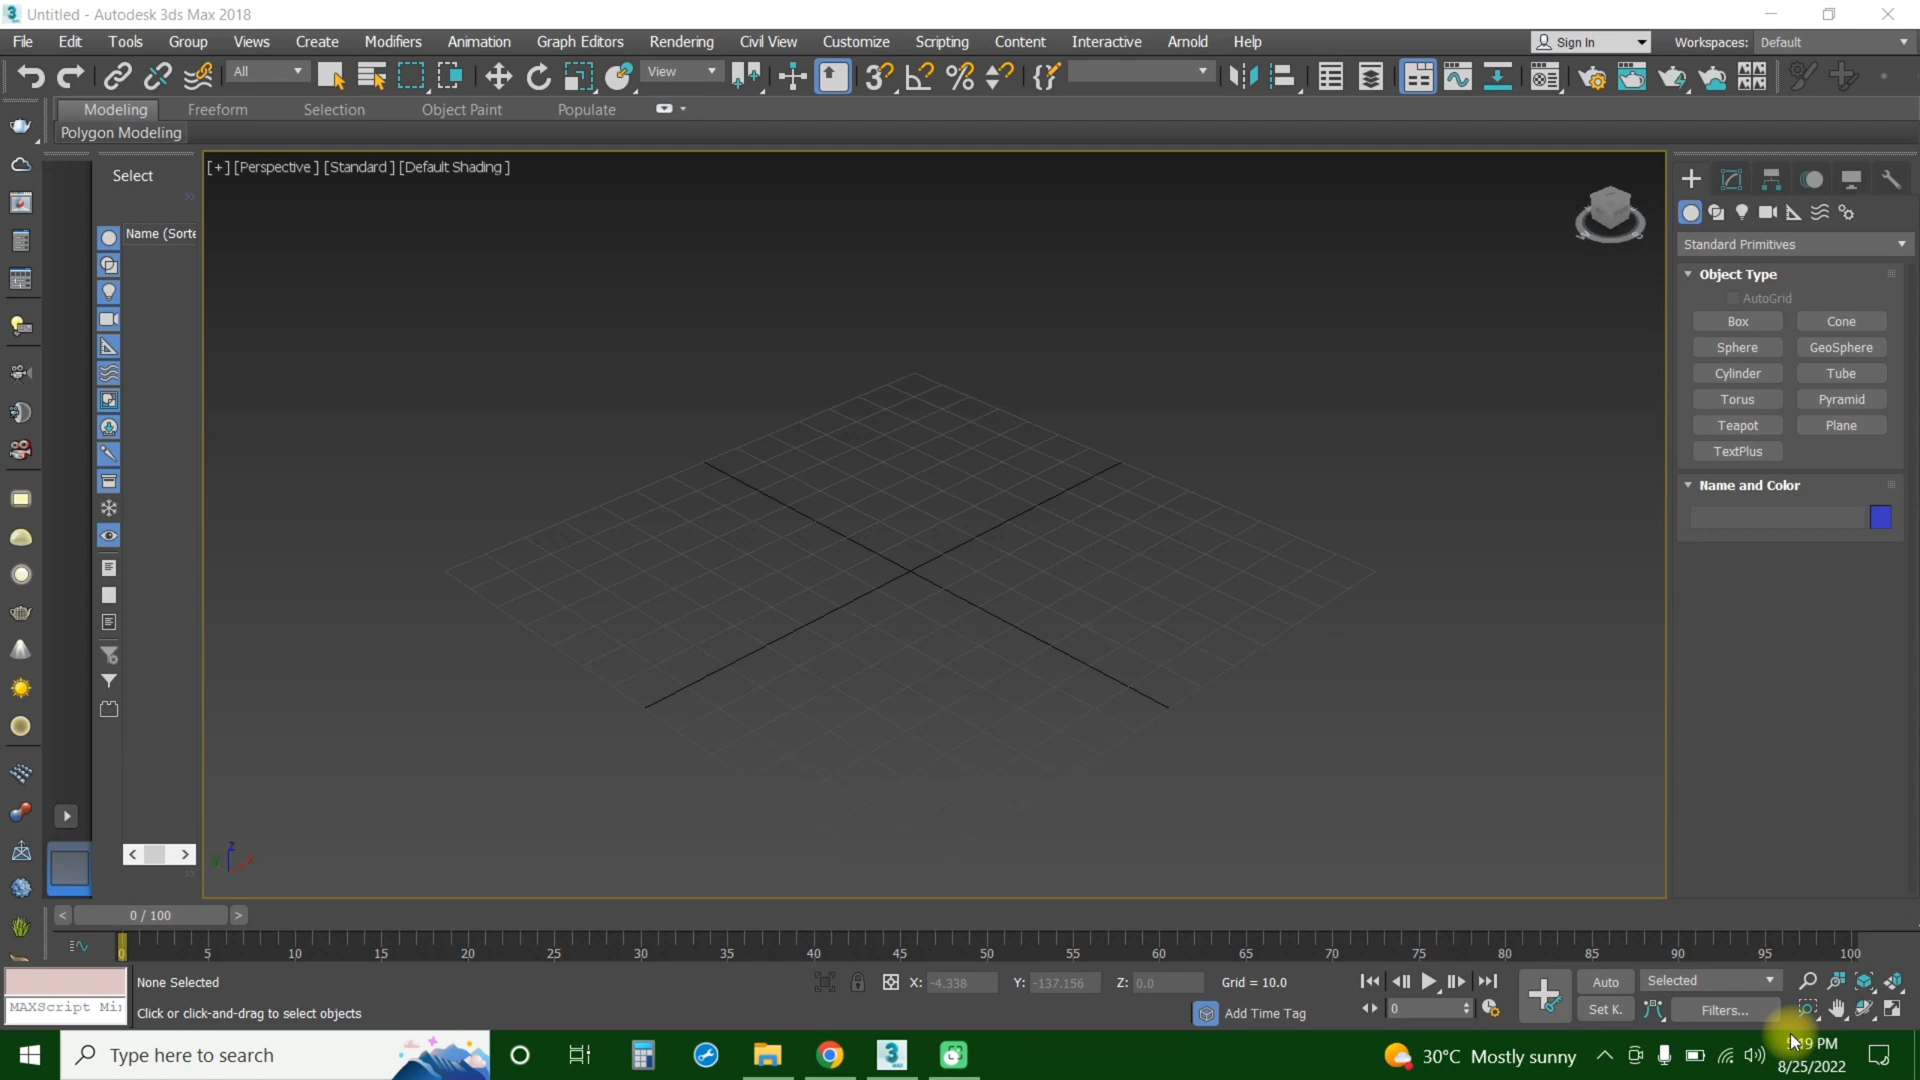 Untitled - Autodesk 3ds Max 2018
File Edit Tools Group Views Create Modifiers Animation Graph Editors Rendering Civil View Customize Scripting Content Interactive Arnold Help Sign In Workspaces: Default
All View
Modeling Freeform Selection Object Paint Populate
Polygon Modeling
Select
Name (Sorte
[+] [Perspective ] [Standard ] [Default Shading ]
Standard Primitives
Object Type
AutoGrid
Box Cone
Sphere GeoSphere
Cylinder Tube
Torus Pyramid
Teapot Plane
TextPlus
Name and Color
z
x
y
< >
< 0 / 100 >
0 5 10 15 20 25 30 35 40 45 50 55 60 65 70 75 80 85 90 95 100
None Selected X: -4.338 Y: -137.156 Z: 0.0 Grid = 10.0 Auto Selected
MAXScript Mi
Click or click-and-drag to select objects Add Time Tag 0 Set K. Filters...
Type here to search 30°C Mostly sunny
:19 PM
8/25/2022